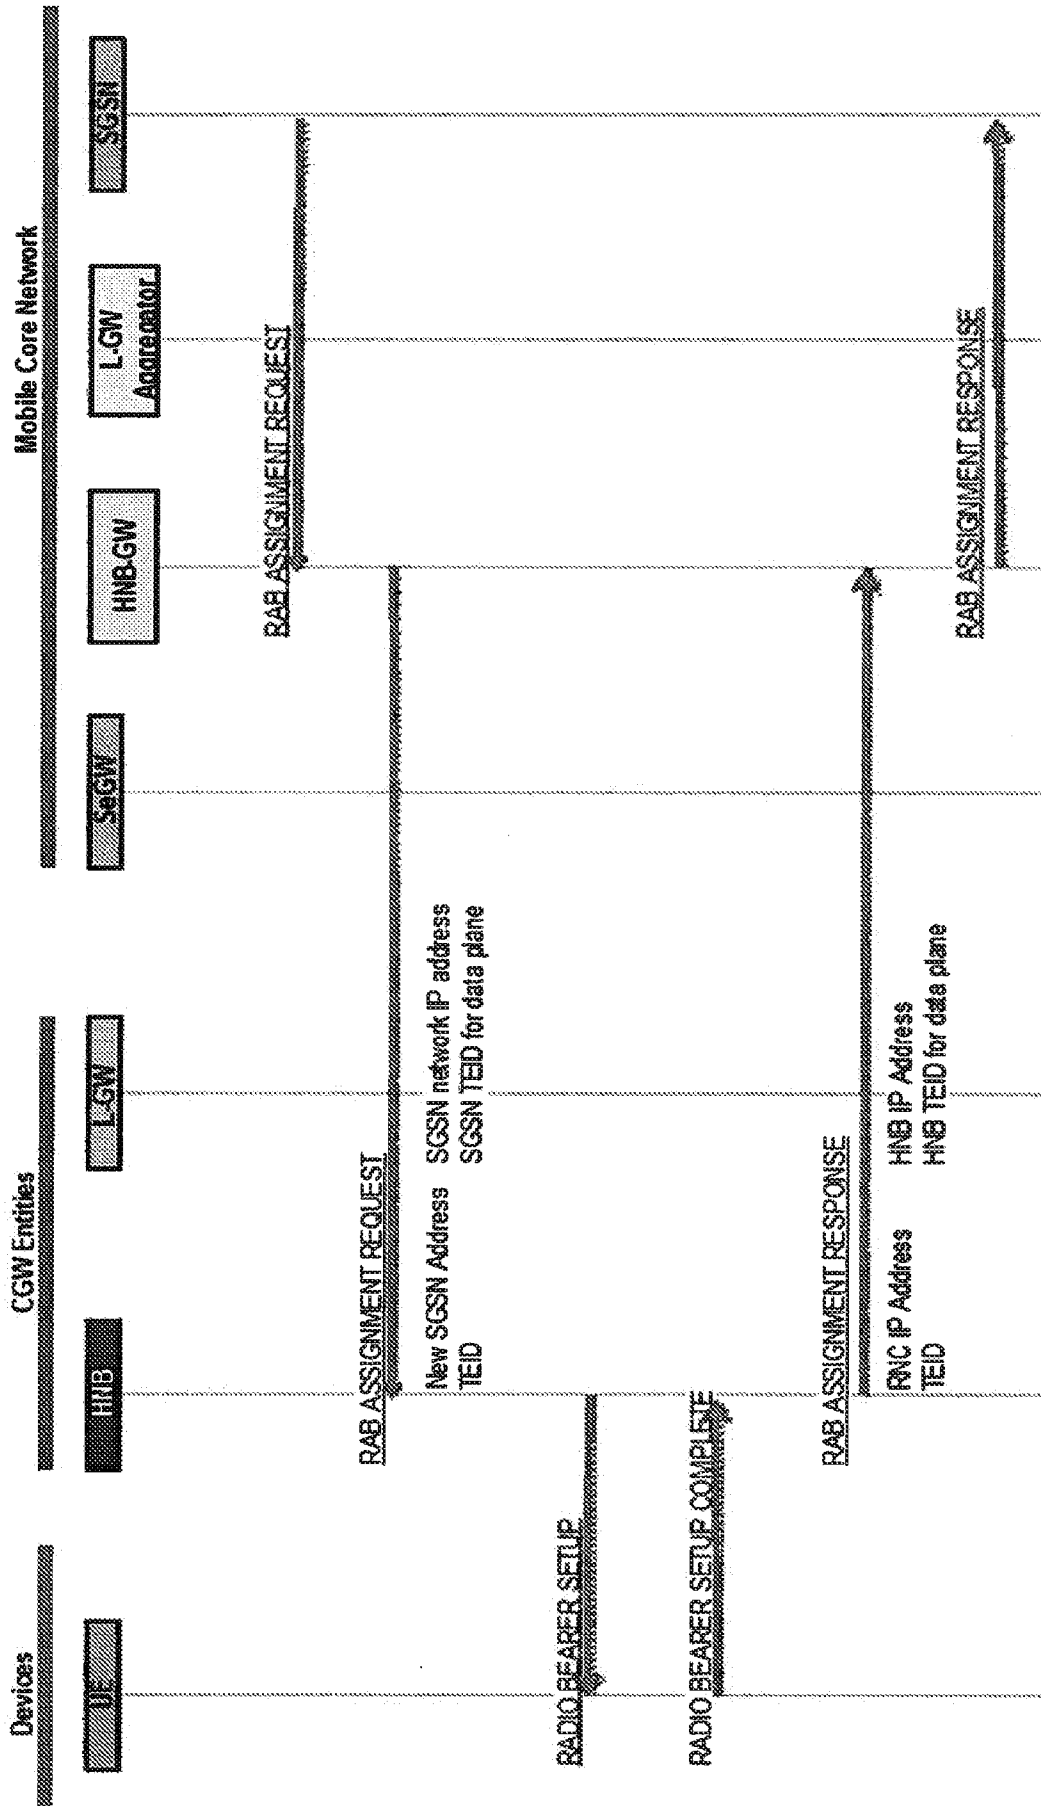 Devices
CGW Entities
Mobile Core Network
UE
HNB
L-GW
SeGW
HNB-GW
L-GW
Aggregator
SGSN
RAB ASSIGNMENT REQUEST
RAB ASSIGNMENT REQUEST
New SGSN Address SGSN network IP address
TEID SGSN TEID for data plane
RADIO BEARER SETUP
RADIO BEARER SETUP COMPLETE
RAB ASSIGNMENT RESPONSE
RNC IP Address HNB IP Address
TEID HNB TEID for data plane
RAB ASSIGNMENT RESPONSE